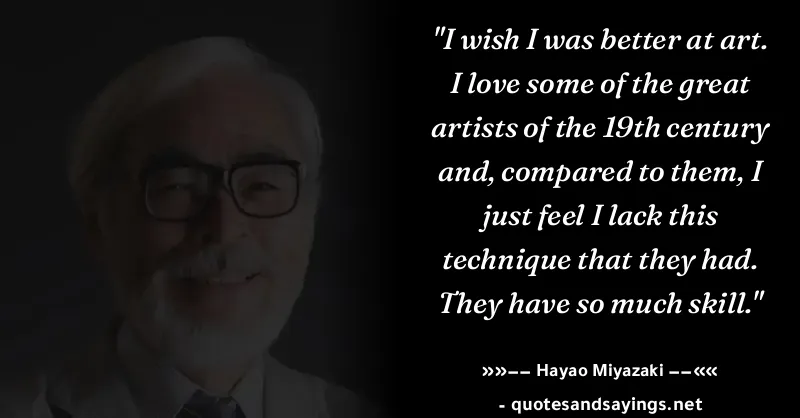 "I wish I was better at art.
I love some of the great
artists of the 19th century
and, compared to them, I
just feel I lack this
technique that they had.
They have so much skill."
»»-- Hayao Miyazaki --««
- quotesandsayings.net